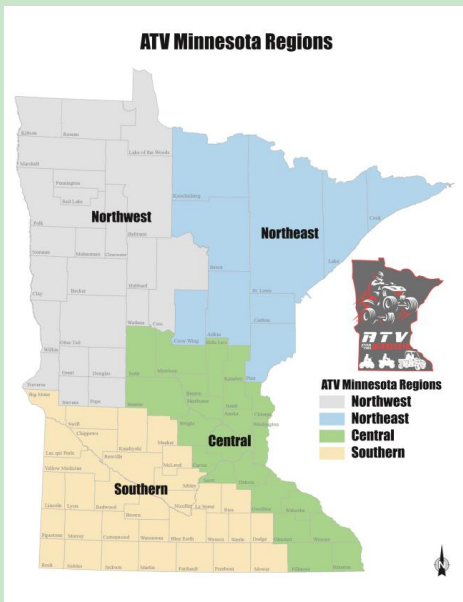 ATV Minnesota Regions
Kittson
Roseau
Lake of the Woods
Marshall
Koochiching
Pennington
Red Lake
Northwest
Cook
Polk
Beltrami
Northeast
Lake
Norman
Mahnomen
Clearwater
Itasca
St. Louis
Clay
Becker
Hubbard
Wadena
Cass
Crow Wing
Aitkin
Carlton
Mille Lacs
Otter Tail
Wilkin
Grant
Douglas
Todd
Morrison
Kanabec
Pine
Traverse
Big Stone
Stevens
Pope
Stearns
Benton
Sherburne
Isanti
Anoka
Chisago
Washington
Swift
Chippewa
Kandiyohi
Meeker
Wright
Central
Lac qui Parle
Renville
McLeod
Carver
Yellow Medicine
Southern
Sibley
Scott
Dakota
Lincoln
Lyon
Redwood
Brown
Nicollet
Le Sueur
Rice
Goodhue
Wabasha
Pipestone
Murray
Cottonwood
Watonwan
Blue Earth
Waseca
Steele
Dodge
Olmsted
Winona
Rock
Nobles
Jackson
Martin
Faribault
Freeborn
Mower
Fillmore
Houston
ATV
MINNESOTA
ATV Minnesota Regions
Northwest
Northeast
Central
Southern
N